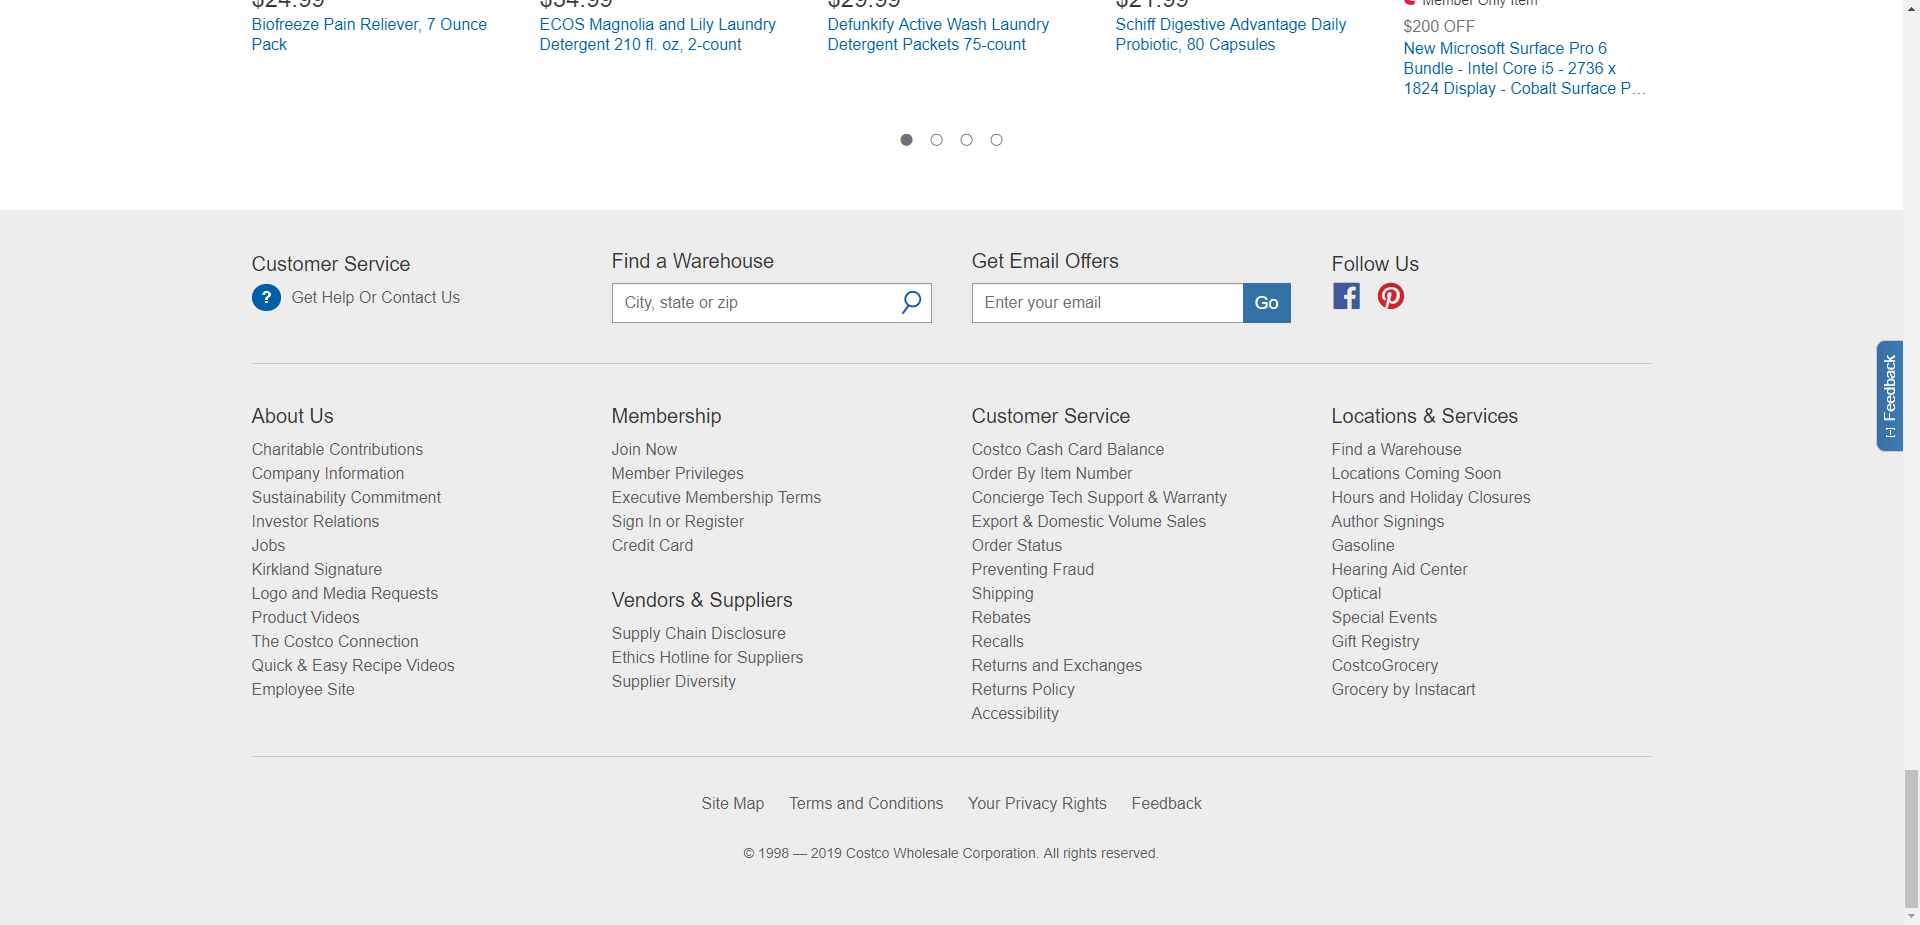 $24.99
$34.99
$29.99
$21.99
Member Only Item
Biofreeze Pain Reliever, 7 Ounce
Pack
ECOS Magnolia and Lily Laundry
Detergent 210 fl. oz, 2-count
Defunkify Active Wash Laundry
Detergent Packets 75-count
Schiff Digestive Advantage Daily
Probiotic, 80 Capsules
$200 OFF
New Microsoft Surface Pro 6
Bundle - Intel Core i5 - 2736 x
1824 Display - Cobalt Surface P...
Customer Service
? Get Help Or Contact Us
Find a Warehouse
City, state or zip
Get Email Offers
Enter your email Go
Follow Us
[-] Feedback
About Us
Charitable Contributions
Company Information
Sustainability Commitment
Investor Relations
Jobs
Kirkland Signature
Logo and Media Requests
Product Videos
The Costco Connection
Quick & Easy Recipe Videos
Employee Site
Membership
Join Now
Member Privileges
Executive Membership Terms
Sign In or Register
Credit Card
Vendors & Suppliers
Supply Chain Disclosure
Ethics Hotline for Suppliers
Supplier Diversity
Customer Service
Costco Cash Card Balance
Order By Item Number
Concierge Tech Support & Warranty
Export & Domestic Volume Sales
Order Status
Preventing Fraud
Shipping
Rebates
Recalls
Returns and Exchanges
Returns Policy
Accessibility
Locations & Services
Find a Warehouse
Locations Coming Soon
Hours and Holiday Closures
Author Signings
Gasoline
Hearing Aid Center
Optical
Special Events
Gift Registry
CostcoGrocery
Grocery by Instacart
Site Map Terms and Conditions Your Privacy Rights Feedback
© 1998 — 2019 Costco Wholesale Corporation. All rights reserved.